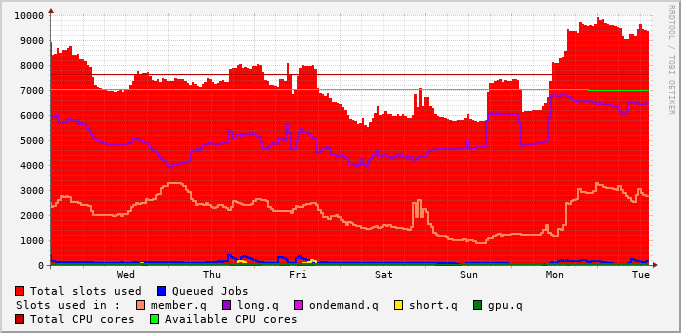 10000
9000
8000
7000
6000
5000
4000
3000
2000
1000
0
Wed Thu Fri Sat Sun Mon Tue
Total slots used Queued Jobs
Slots used in : member.q long.q ondemand.q short.q gpu.q
Total CPU cores Available CPU cores
RRDTOOL / TOBI OETIKER